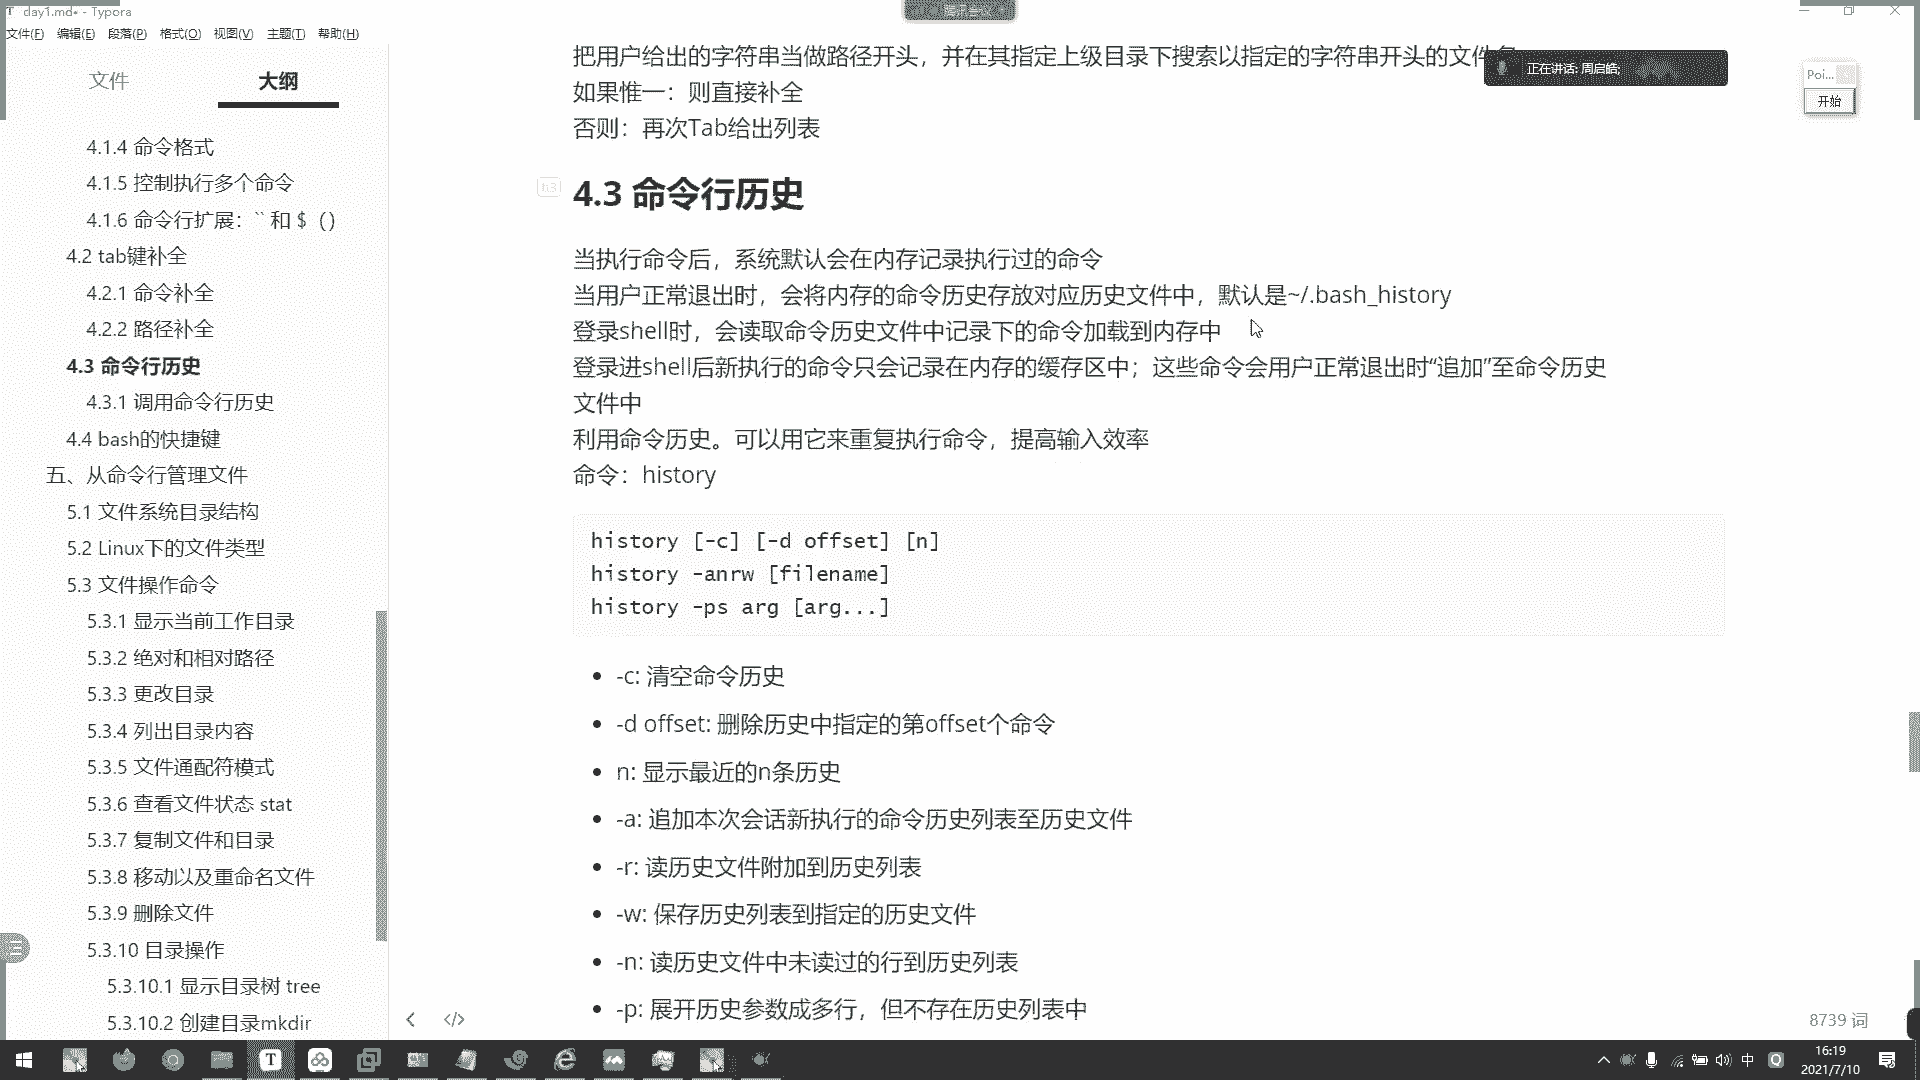 day1.md• - Typora
文件(F) 编辑(E) 段落(P) 格式(O) 视图(V) 主题(T) 帮助(H)
文件 大纲
4.1.4 命令格式
4.1.5 控制执行多个命令
4.1.6 命令行扩展：`` 和 $（）
4.2 tab键补全
4.2.1 命令补全
4.2.2 路径补全
4.3 命令行历史
4.3.1 调用命令行历史
4.4 bash的快捷键
五、从命令行管理文件
5.1 文件系统目录结构
5.2 Linux下的文件类型
5.3 文件操作命令
5.3.1 显示当前工作目录
5.3.2 绝对和相对路径
5.3.3 更改目录
5.3.4 列出目录内容
5.3.5 文件通配符模式
5.3.6 查看文件状态 stat
5.3.7 复制文件和目录
5.3.8 移动以及重命名文件
5.3.9 删除文件
5.3.10 目录操作
5.3.10.1 显示目录树 tree
5.3.10.2 创建目录mkdir
腾讯会议
把用户给出的字符串当做路径开头，并在其指定上级目录下搜索以指定的字符串开头的文件名
如果惟一：则直接补全
否则：再次Tab给出列表
正在讲话: 周启皓;
Poi...
开始
h3
4.3 命令行历史
当执行命令后，系统默认会在内存记录执行过的命令
当用户正常退出时，会将内存的命令历史存放对应历史文件中，默认是~/.bash_history
登录shell时，会读取命令历史文件中记录下的命令加载到内存中
登录进shell后新执行的命令只会记录在内存的缓存区中；这些命令会用户正常退出时“追加”至命令历史
文件中
利用命令历史。可以用它来重复执行命令，提高输入效率
命令：history
history [-c] [-d offset] [n]
history -anrw [filename]
history -ps arg [arg...]
-c: 清空命令历史
-d offset: 删除历史中指定的第offset个命令
n: 显示最近的n条历史
-a: 追加本次会话新执行的命令历史列表至历史文件
-r: 读历史文件附加到历史列表
-w: 保存历史列表到指定的历史文件
-n: 读历史文件中未读过的行到历史列表
-p: 展开历史参数成多行，但不存在历史列表中
8739 词
中
16:19
2021/7/10